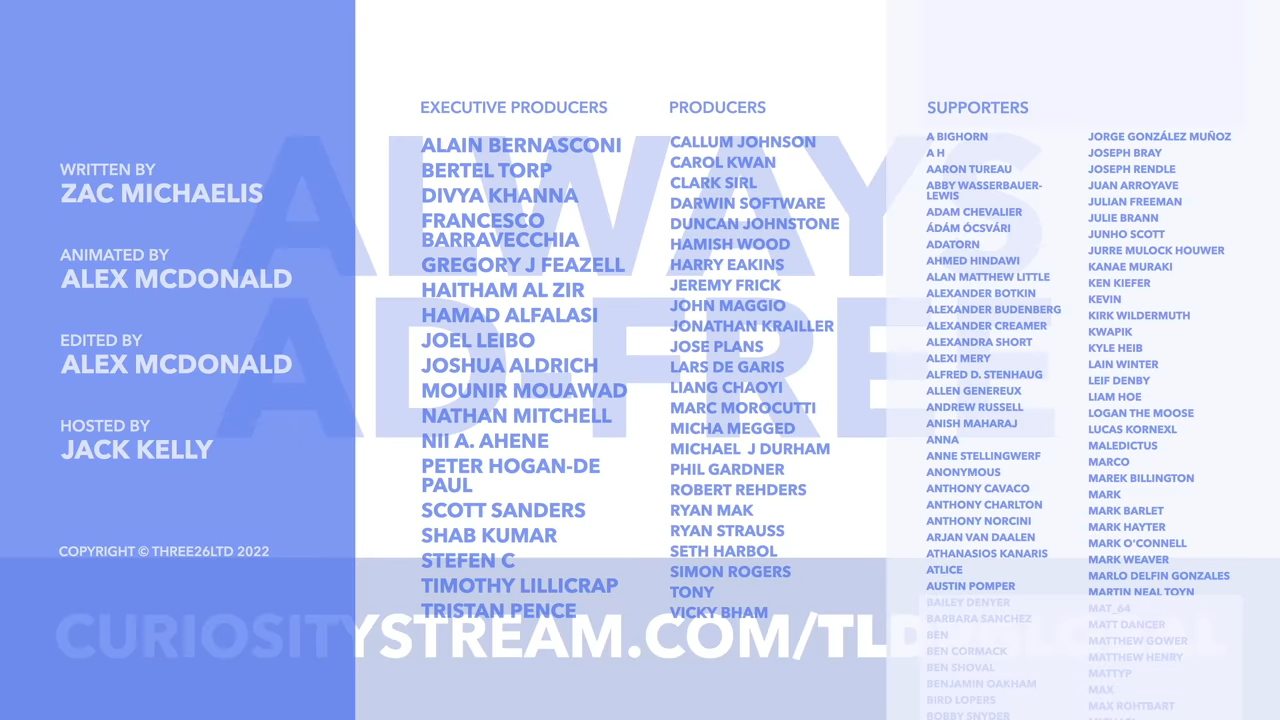 WRITTEN BY
ZAC MICHAELIS
ANIMATED BY
ALEX MCDONALD
EDITED BY
ALEX MCDONALD
HOSTED BY
JACK KELLY
COPYRIGHT © THREE26LTD 2022
ALWAYS
AD-FREE
EXECUTIVE PRODUCERS
ALAIN BERNASCONI
BERTEL TORP
DIVYA KHANNA
FRANCESCO
BARRAVECCHIA
GREGORY J FEAZELL
HAITHAM AL ZIR
HAMAD ALFALASI
JOEL LEIBO
JOSHUA ALDRICH
MOUNIR MOUAWAD
NATHAN MITCHELL
NII A. AHENE
PETER HOGAN-DE
PAUL
SCOTT SANDERS
SHAB KUMAR
STEFEN C
TIMOTHY LILLICRAP
TRISTAN PENCE
PRODUCERS
CALLUM JOHNSON
CAROL KWAN
CLARK SIRL
DARWIN SOFTWARE
DUNCAN JOHNSTONE
HAMISH WOOD
HARRY EAKINS
JEREMY FRICK
JOHN MAGGIO
JONATHAN KRAILLER
JOSE PLANS
LARS DE GARIS
LIANG CHAOYI
MARC MOROCUTTI
MICHA MEGGED
MICHAEL  J DURHAM
PHIL GARDNER
ROBERT REHDERS
RYAN MAK
RYAN STRAUSS
SETH HARBOL
SIMON ROGERS
TONY
VICKY BHAM
SUPPORTERS
A BIGHORN
A H
AARON TUREAU
ABBY WASSERBAUER-
LEWIS
ADAM CHEVALIER
ÁDÁM ÓCSVÁRI
ADATORN
AHMED HINDAWI
ALAN MATTHEW LITTLE
ALEXANDER BOTKIN
ALEXANDER BUDENBERG
ALEXANDER CREAMER
ALEXANDRA SHORT
ALEXI MERY
ALFRED D. STENHAUG
ALLEN GENEREUX
ANDREW RUSSELL
ANISH MAHARAJ
ANNA
ANNE STELLINGWERF
ANONYMOUS
ANTHONY CAVACO
ANTHONY CHARLTON
ANTHONY NORCINI
ARJAN VAN DAALEN
ATHANASIOS KANARIS
ATLICE
AUSTIN POMPER
BAILEY DENYER
BARBARA SANCHEZ
BEN
BEN CORMACK
BEN SHOVAL
BENJAMIN OAKHAM
BIRD LOPERS
BOBBY SNYDER
JORGE GONZÁLEZ MUÑOZ
JOSEPH BRAY
JOSEPH RENDLE
JUAN ARROYAVE
JULIAN FREEMAN
JULIE BRANN
JUNHO SCOTT
JURRE MULOCK HOUWER
KANAE MURAKI
KEN KIEFER
KEVIN
KIRK WILDERMUTH
KWAPIK
KYLE HEIB
LAIN WINTER
LEIF DENBY
LIAM HOE
LOGAN THE MOOSE
LUCAS KORNEXL
MALEDICTUS
MARCO
MAREK BILLINGTON
MARK
MARK BARLET
MARK HAYTER
MARK O'CONNELL
MARK WEAVER
MARLO DELFIN GONZALES
MARTIN NEAL TOYN
MAT_64
MATT DANCER
MATTHEW GOWER
MATTHEW HENRY
MATTYP
MAX
MAX ROHTBART
CURIOSITYSTREAM.COM/TLDRGLOBAL